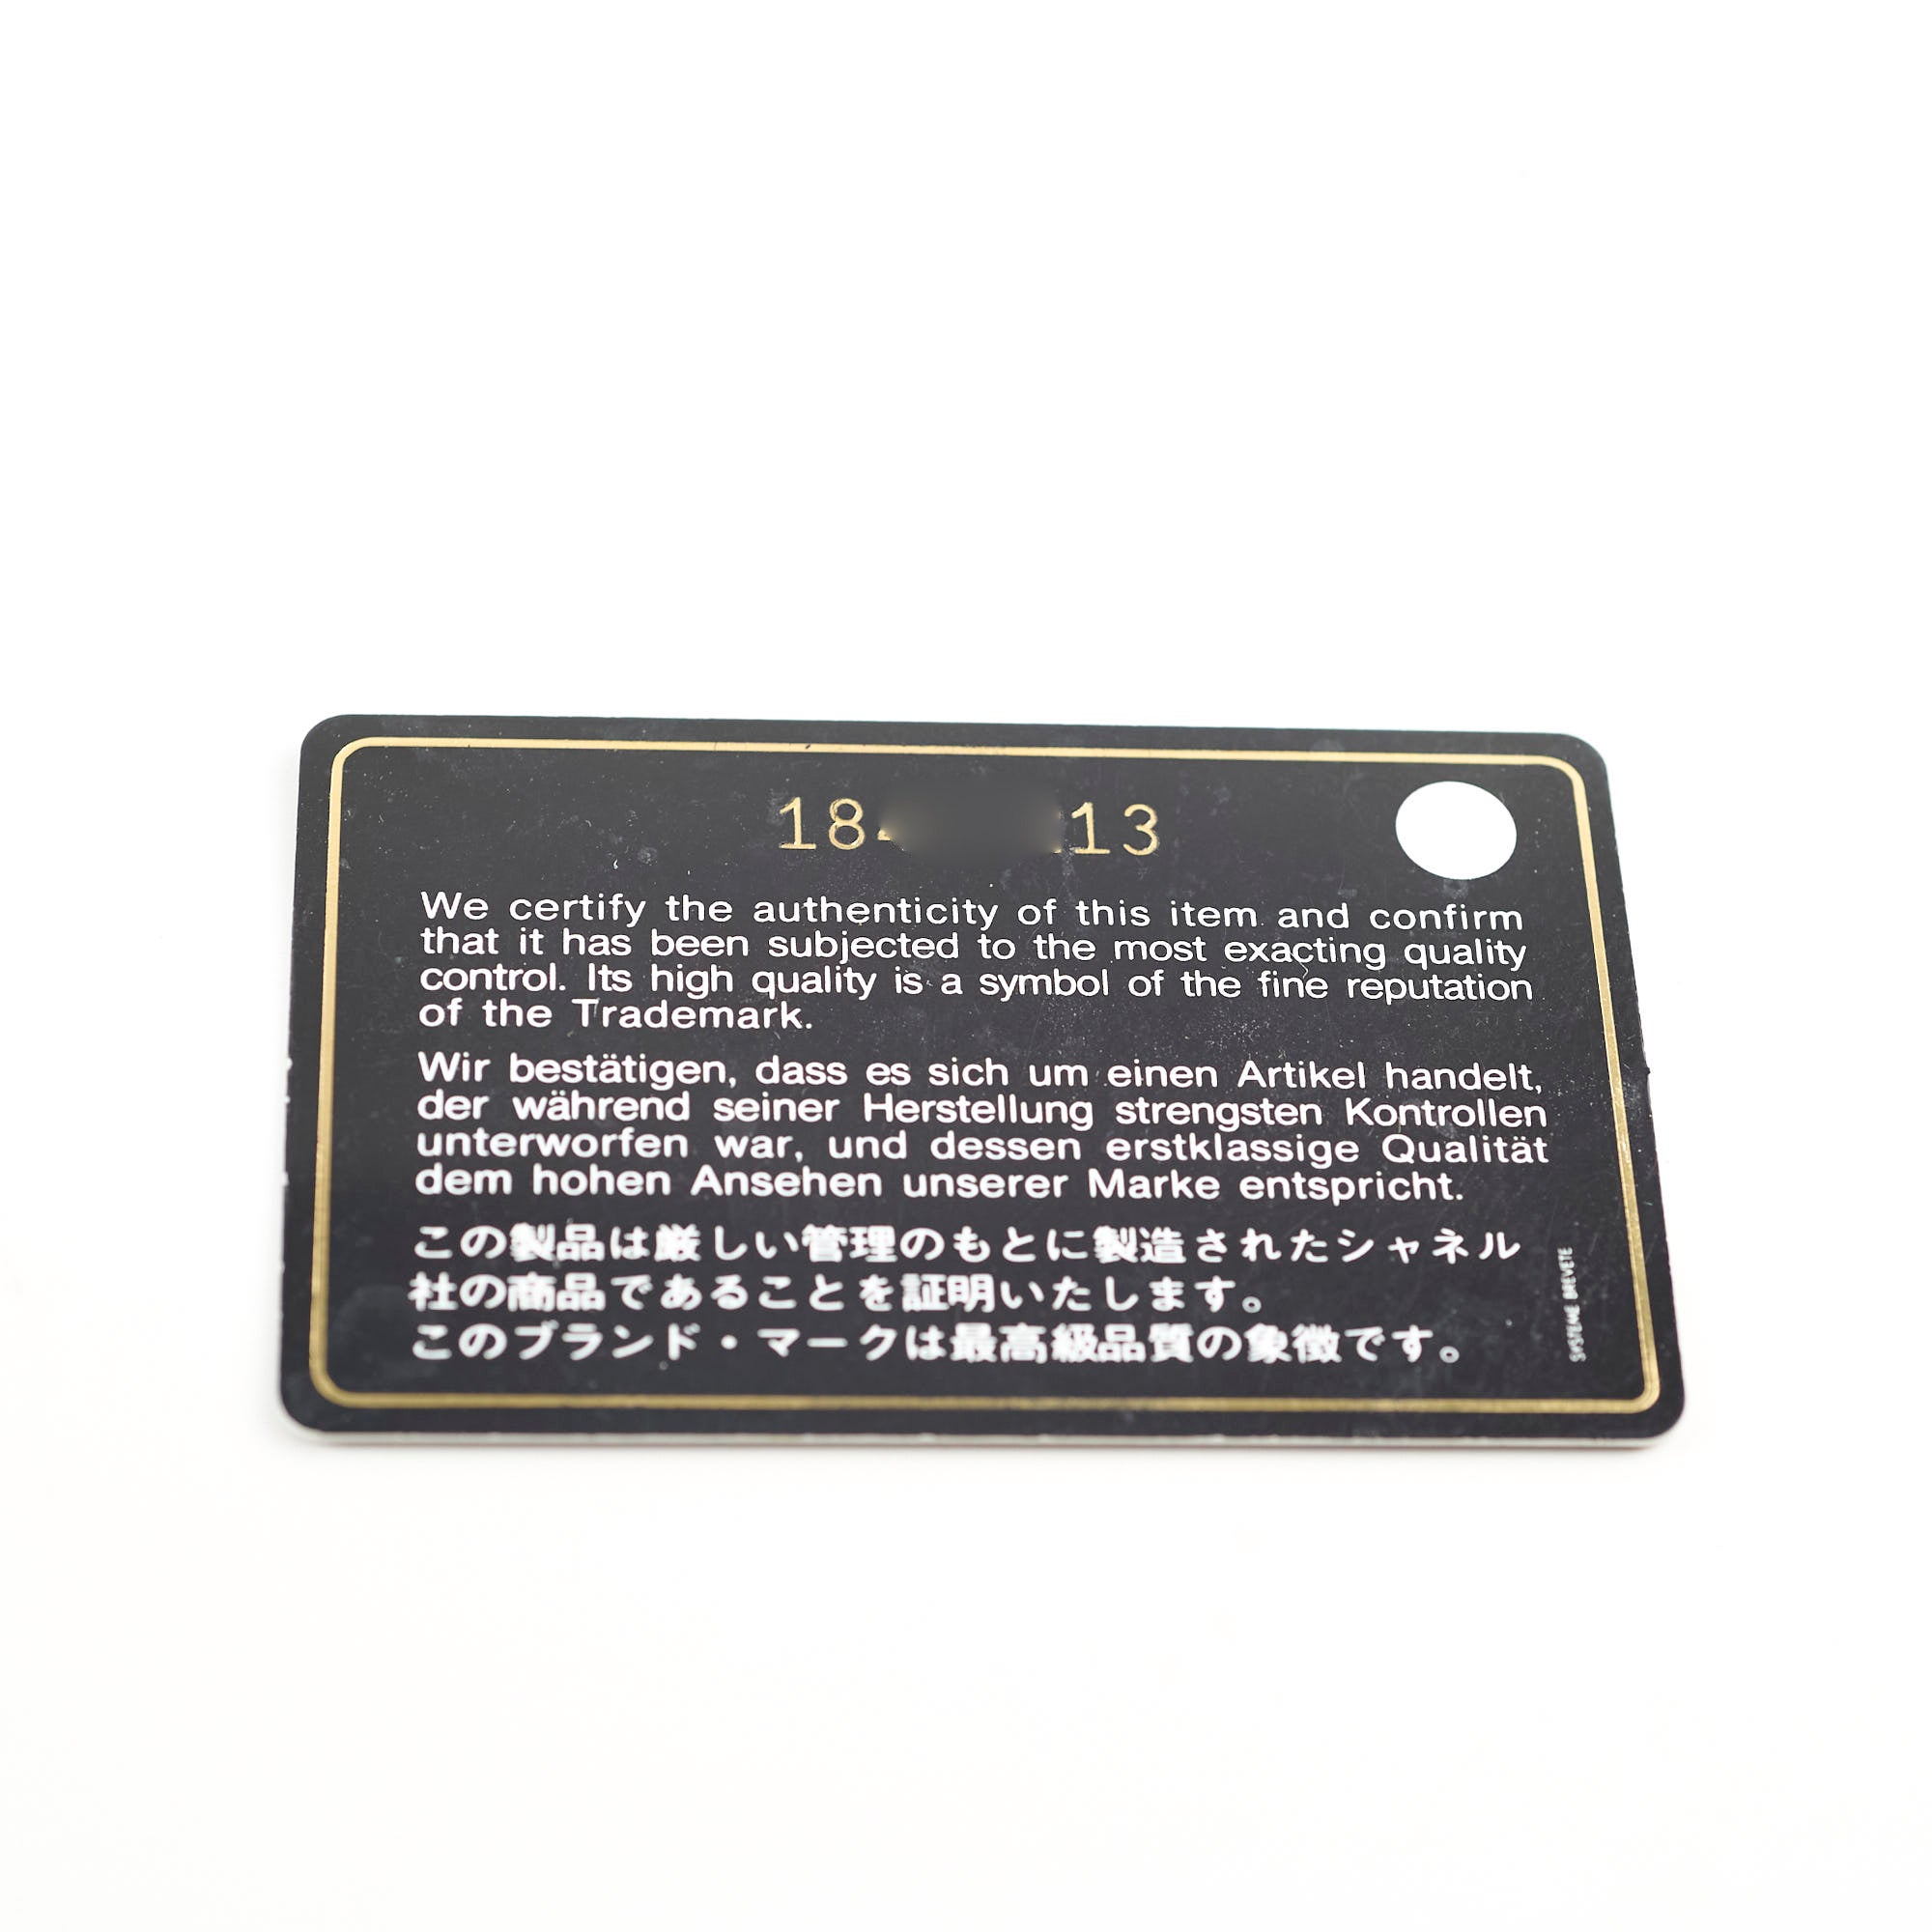 18 13
We certify the authenticity of this item and confirm
that it has been subjected to the most exacting quality
control. Its high quality is a symbol of the fine reputation
of the Trademark.
Wir bestätigen, dass es sich um einen Artikel handelt,
der während seiner Herstellung strengsten Kontrollen
unterworfen war, und dessen erstklassige Qualität
dem hohen Ansehen unserer Marke entspricht.
この製品は厳しい管理のもとに製造されたシャネル
社の商品であることを証明いたします。
このブランド・マークは最高級品質の象徴です。
SYSTEME BREVETE